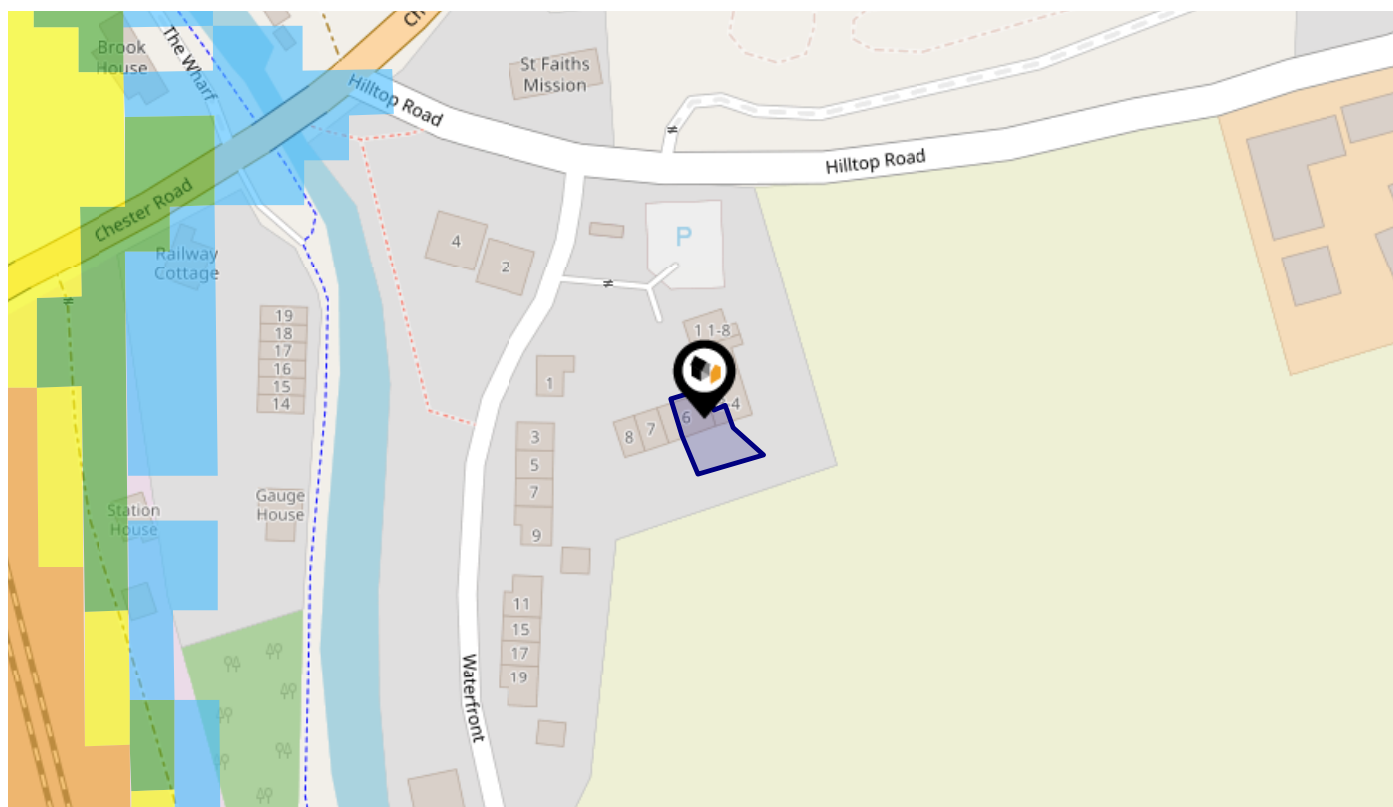 Ch
Brook
House
The Wharf
St Faiths
Mission
Hilltop Road
Hilltop Road
Chester Road
P
4
2
Railway
Cottage
19
18
17
16
15
14
1 1-8
1
-4
6
7
8
3
5
7
9
Gauge
House
Station
House
11
15
17
19
Waterfront